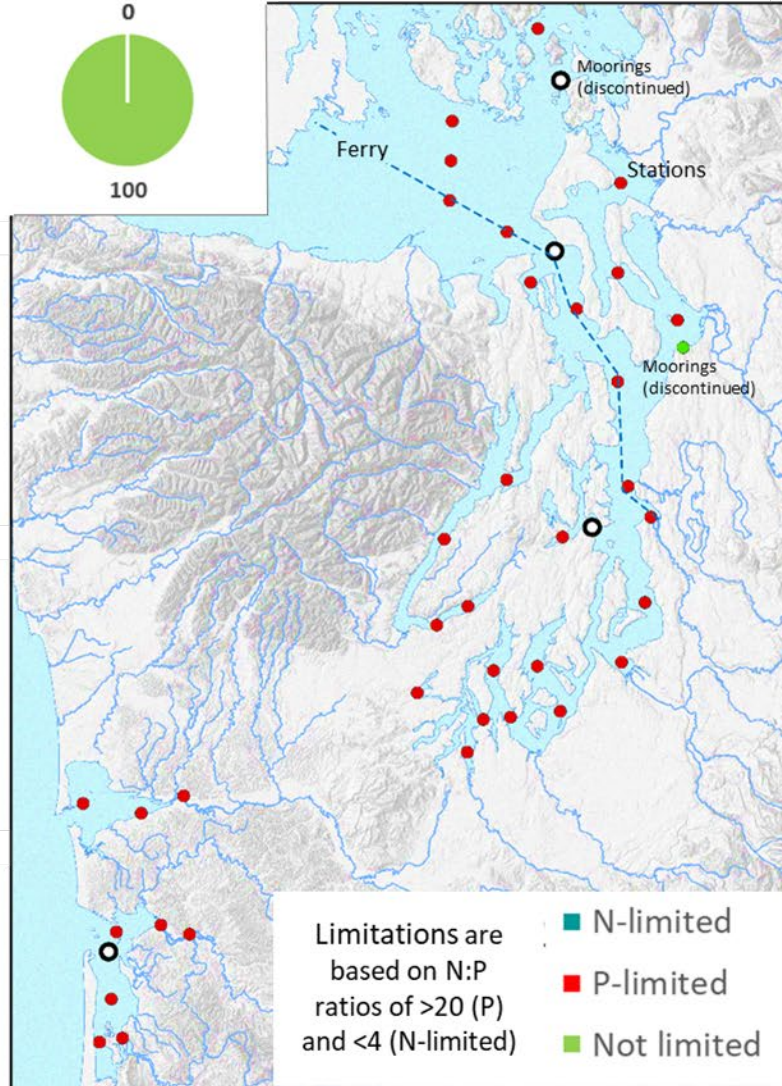 0
100
Moorings
(discontinued)
Ferry
Stations
Moorings
(discontinued)
Limitations are
based on N:P
ratios of >20 (P)
and <4 (N-limited)
N-limited
P-limited
Not limited